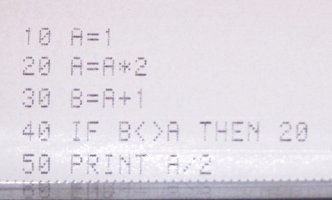 10 A=1
20 A=A*2
30 B=A+1
40 IF B<>A THEN 20
50 PRINT A/2